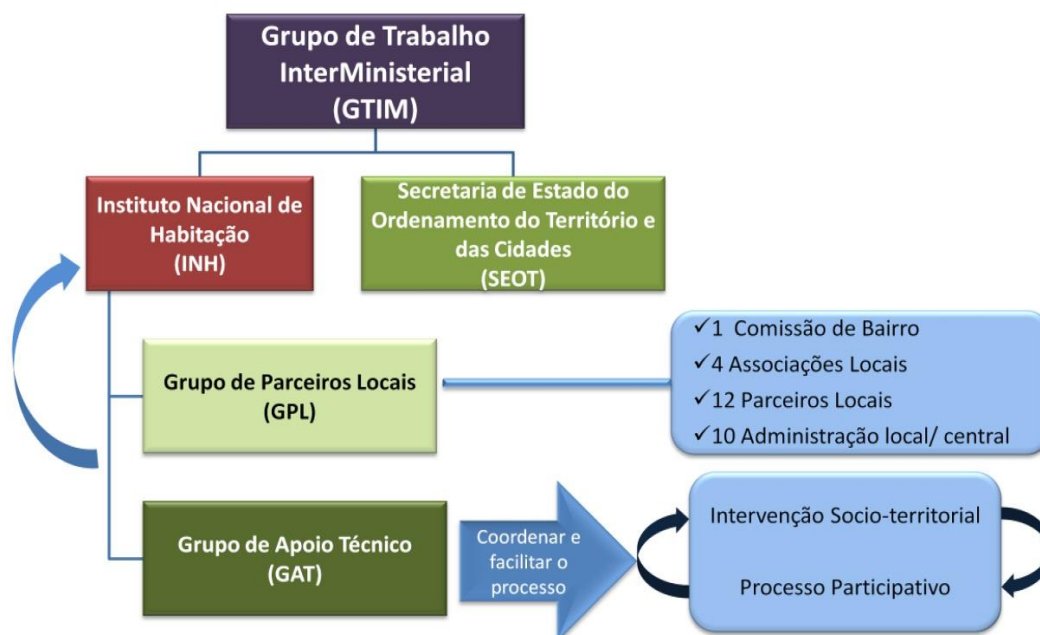 Grupo de Trabalho
InterMinisterial
(GTIM)
Instituto Nacional de
Habitação
(INH)
Secretaria de Estado do
Ordenamento do Território e
das Cidades
(SEOT)
Grupo de Parceiros Locais
(GPL)
✓1 Comissão de Bairro
✓4 Associações Locais
✓12 Parceiros Locais
✓10 Administração local/ central
Grupo de Apoio Técnico
(GAT)
Coordenar e
facilitar o
processo
Intervenção Socio-territorial
Processo Participativo